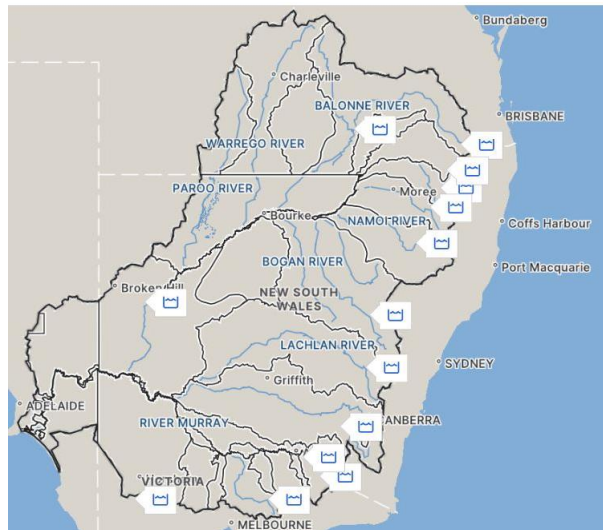 Bundaberg
Charleville
BALONNE RIVER
BRISBANE
WARREGO RIVER
PAROO RIVER
Moree
Bourke
NAMOI RIVER
Coffs Harbour
BOGAN RIVER
Port Macquarie
Broken Hill
NEW SOUTH
WALES
LACHLAN RIVER
SYDNEY
Griffith
ADELAIDE
RIVER MURRAY
ANBERRA
VICTORIA
MELBOURNE